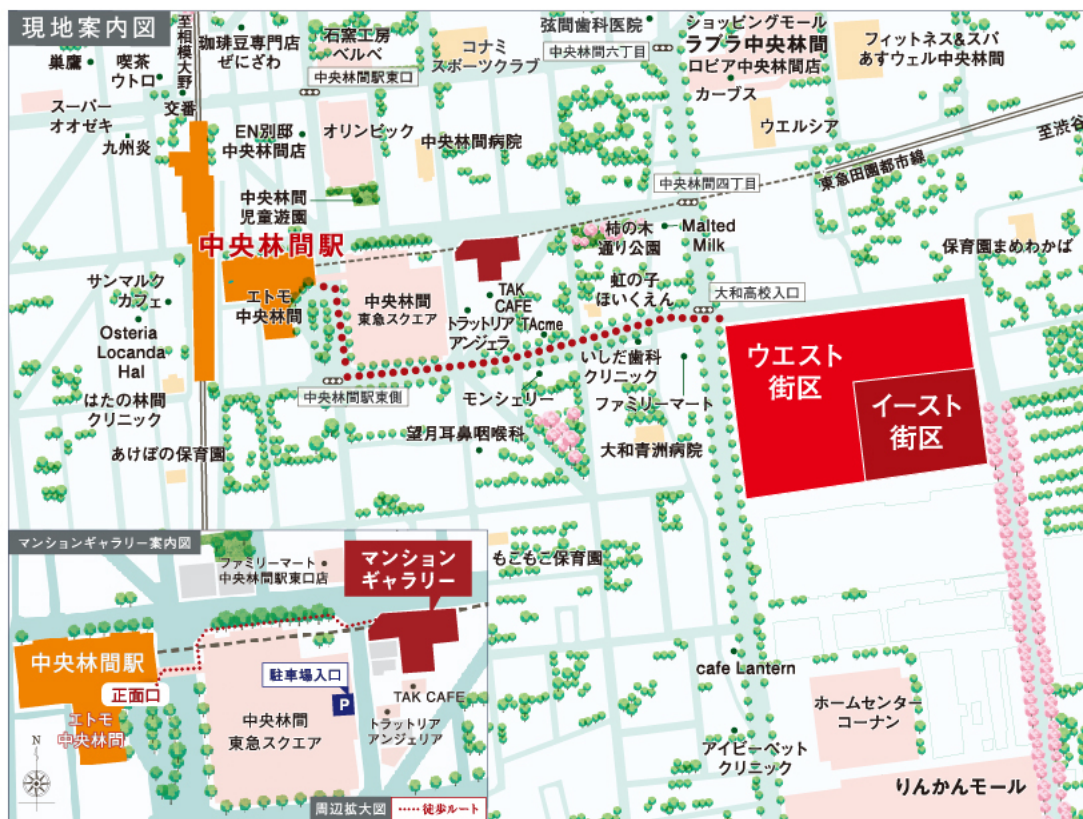 現地案内図
至相模大野
巣鷹
喫茶
ウトロ
珈琲豆専門店
ぜにざわ
石窯工房
ベルベ
コナミ
スポーツクラブ
弦間歯科医院
中央林間六丁目
ショッピングモール
ラブラ中央林間
ロピア中央林間店
カーブス
フィットネス&スパ
あすウェル中央林間
中央林間駅東口
スーパー
オオゼキ
交番
九州炎
EN別邸
中央林間店
オリンピック
中央林間病院
ウエルシア
至渋谷
東急田園都市線
中央林間四丁目
中央林間
児童遊園
中央林間駅
柿の木
通り公園
Malted
Milk
保育園まめわかば
サンマルク
カフェ
エトモ
中央林間
中央林間
東急スクエア
TAK
CAFE
虹の子
ほいくえん
大和高校入口
トラットリア
アンジェラ
TAcme
Osteria
Locanda
Hal
いしだ歯科
クリニック
ウエスト
街区
イースト
街区
はたの林間
クリニック
中央林間駅東側
モンシェリー
ファミリーマート
望月耳鼻咽喉科
大和青洲病院
あけぼの保育園
マンションギャラリー案内図
ファミリーマート
中央林間駅東口店
マンション
ギャラリー
もこもこ保育園
中央林間駅
正面口
エトモ
中央林間
駐車場入口
P
中央林間
東急スクエア
TAK CAFE
トラットリア
アンジェリア
N
周辺拡大図
徒歩ルート
cafe Lantern
ホームセンター
コーナン
アイビーペット
クリニック
りんかんモール